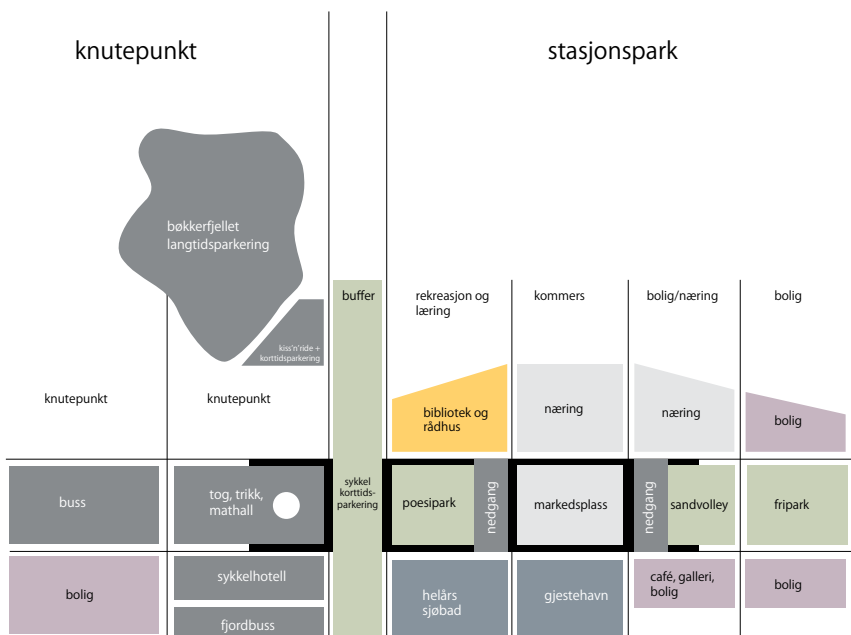 knutepunkt
stasjonspark
bøkkerfjellet
langtidsparkering
kiss'n'ride +
korttidsparkering
buffer
rekreasjon og
læring
kommers
bolig/næring
bolig
knutepunkt
knutepunkt
bibliotek og
rådhus
næring
næring
bolig
buss
tog, trikk,
mathall
sykkel
korttids-
parkering
poesipark
nedgang
markedsplass
nedgang
sandvolley
fripark
bolig
sykkelhotell
fjordbuss
helårs
sjøbad
gjestehavn
café, galleri,
bolig
bolig